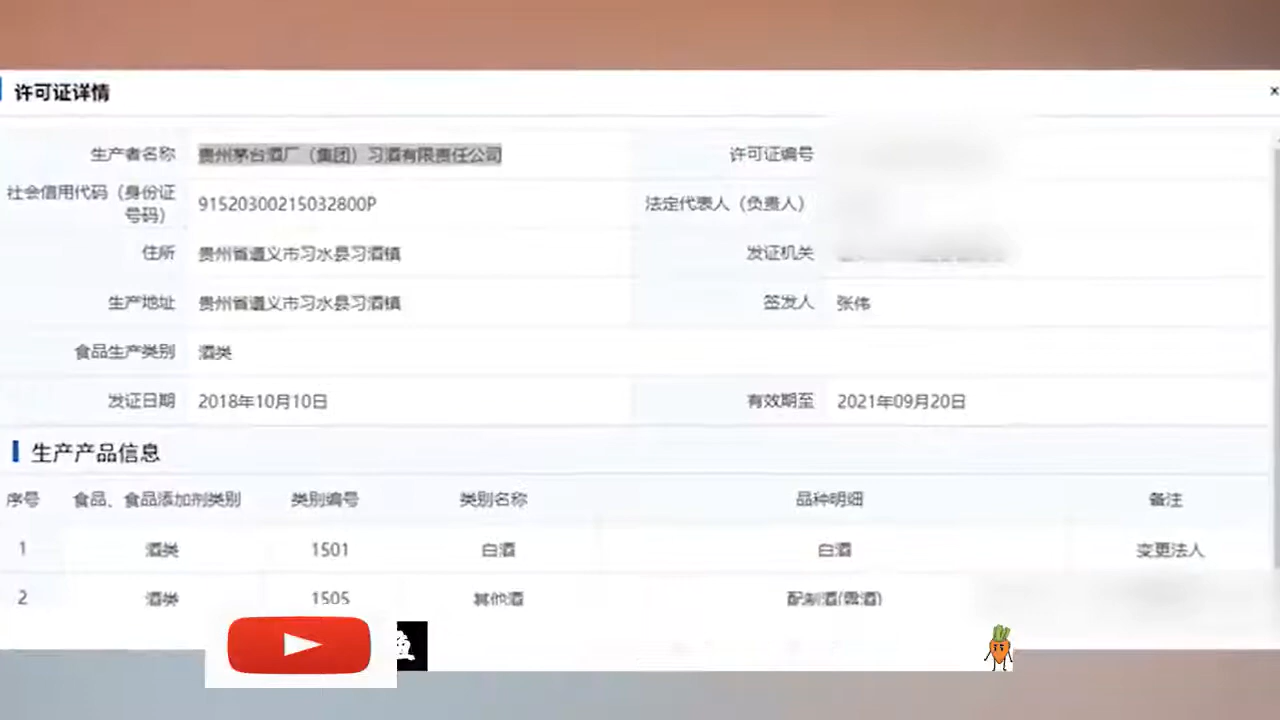 许可证详情
×
生产者名称 贵州茅台酒厂（集团）习酒有限责任公司 许可证编号
社会信用代码（身份证号码） 91520300215032800P 法定代表人（负责人）
住所 贵州省遵义市习水县习酒镇 发证机关
生产地址 贵州省遵义市习水县习酒镇 签发人 张伟
食品生产类别 酒类
发证日期 2018年10月10日 有效期至 2021年09月20日
生产产品信息
序号 食品、食品添加剂类别 类别编号 类别名称 品种明细 备注
1 酒类 1501 白酒 白酒 变更法人
2 酒类 1505 其他酒 配制酒(露酒)